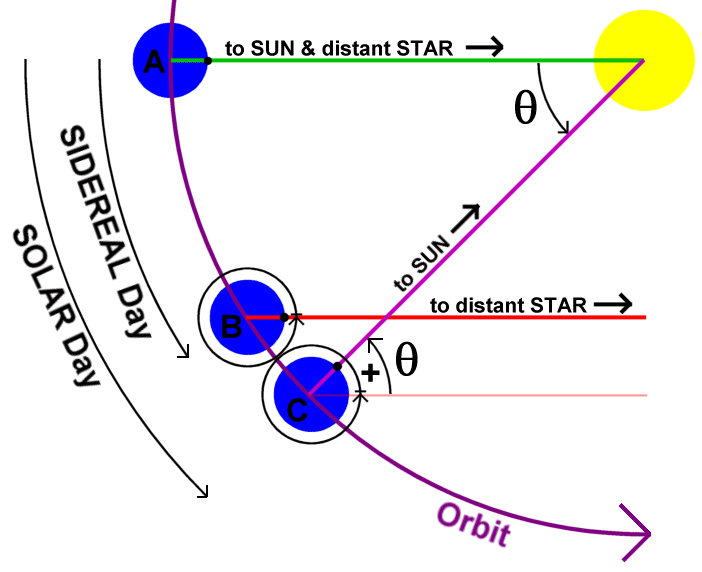 to SUN & distant STAR →
A
θ
SIDEREAL Day
SOLAR Day
to SUN →
to distant STAR →
B
θ
+
C
Orbit